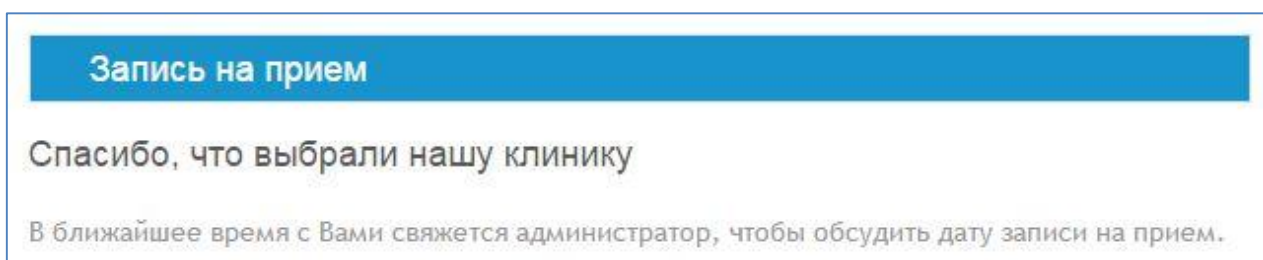 Запись на прием
Спасибо, что выбрали нашу клинику
В ближайшее время с Вами свяжется администратор, чтобы обсудить дату записи на прием.